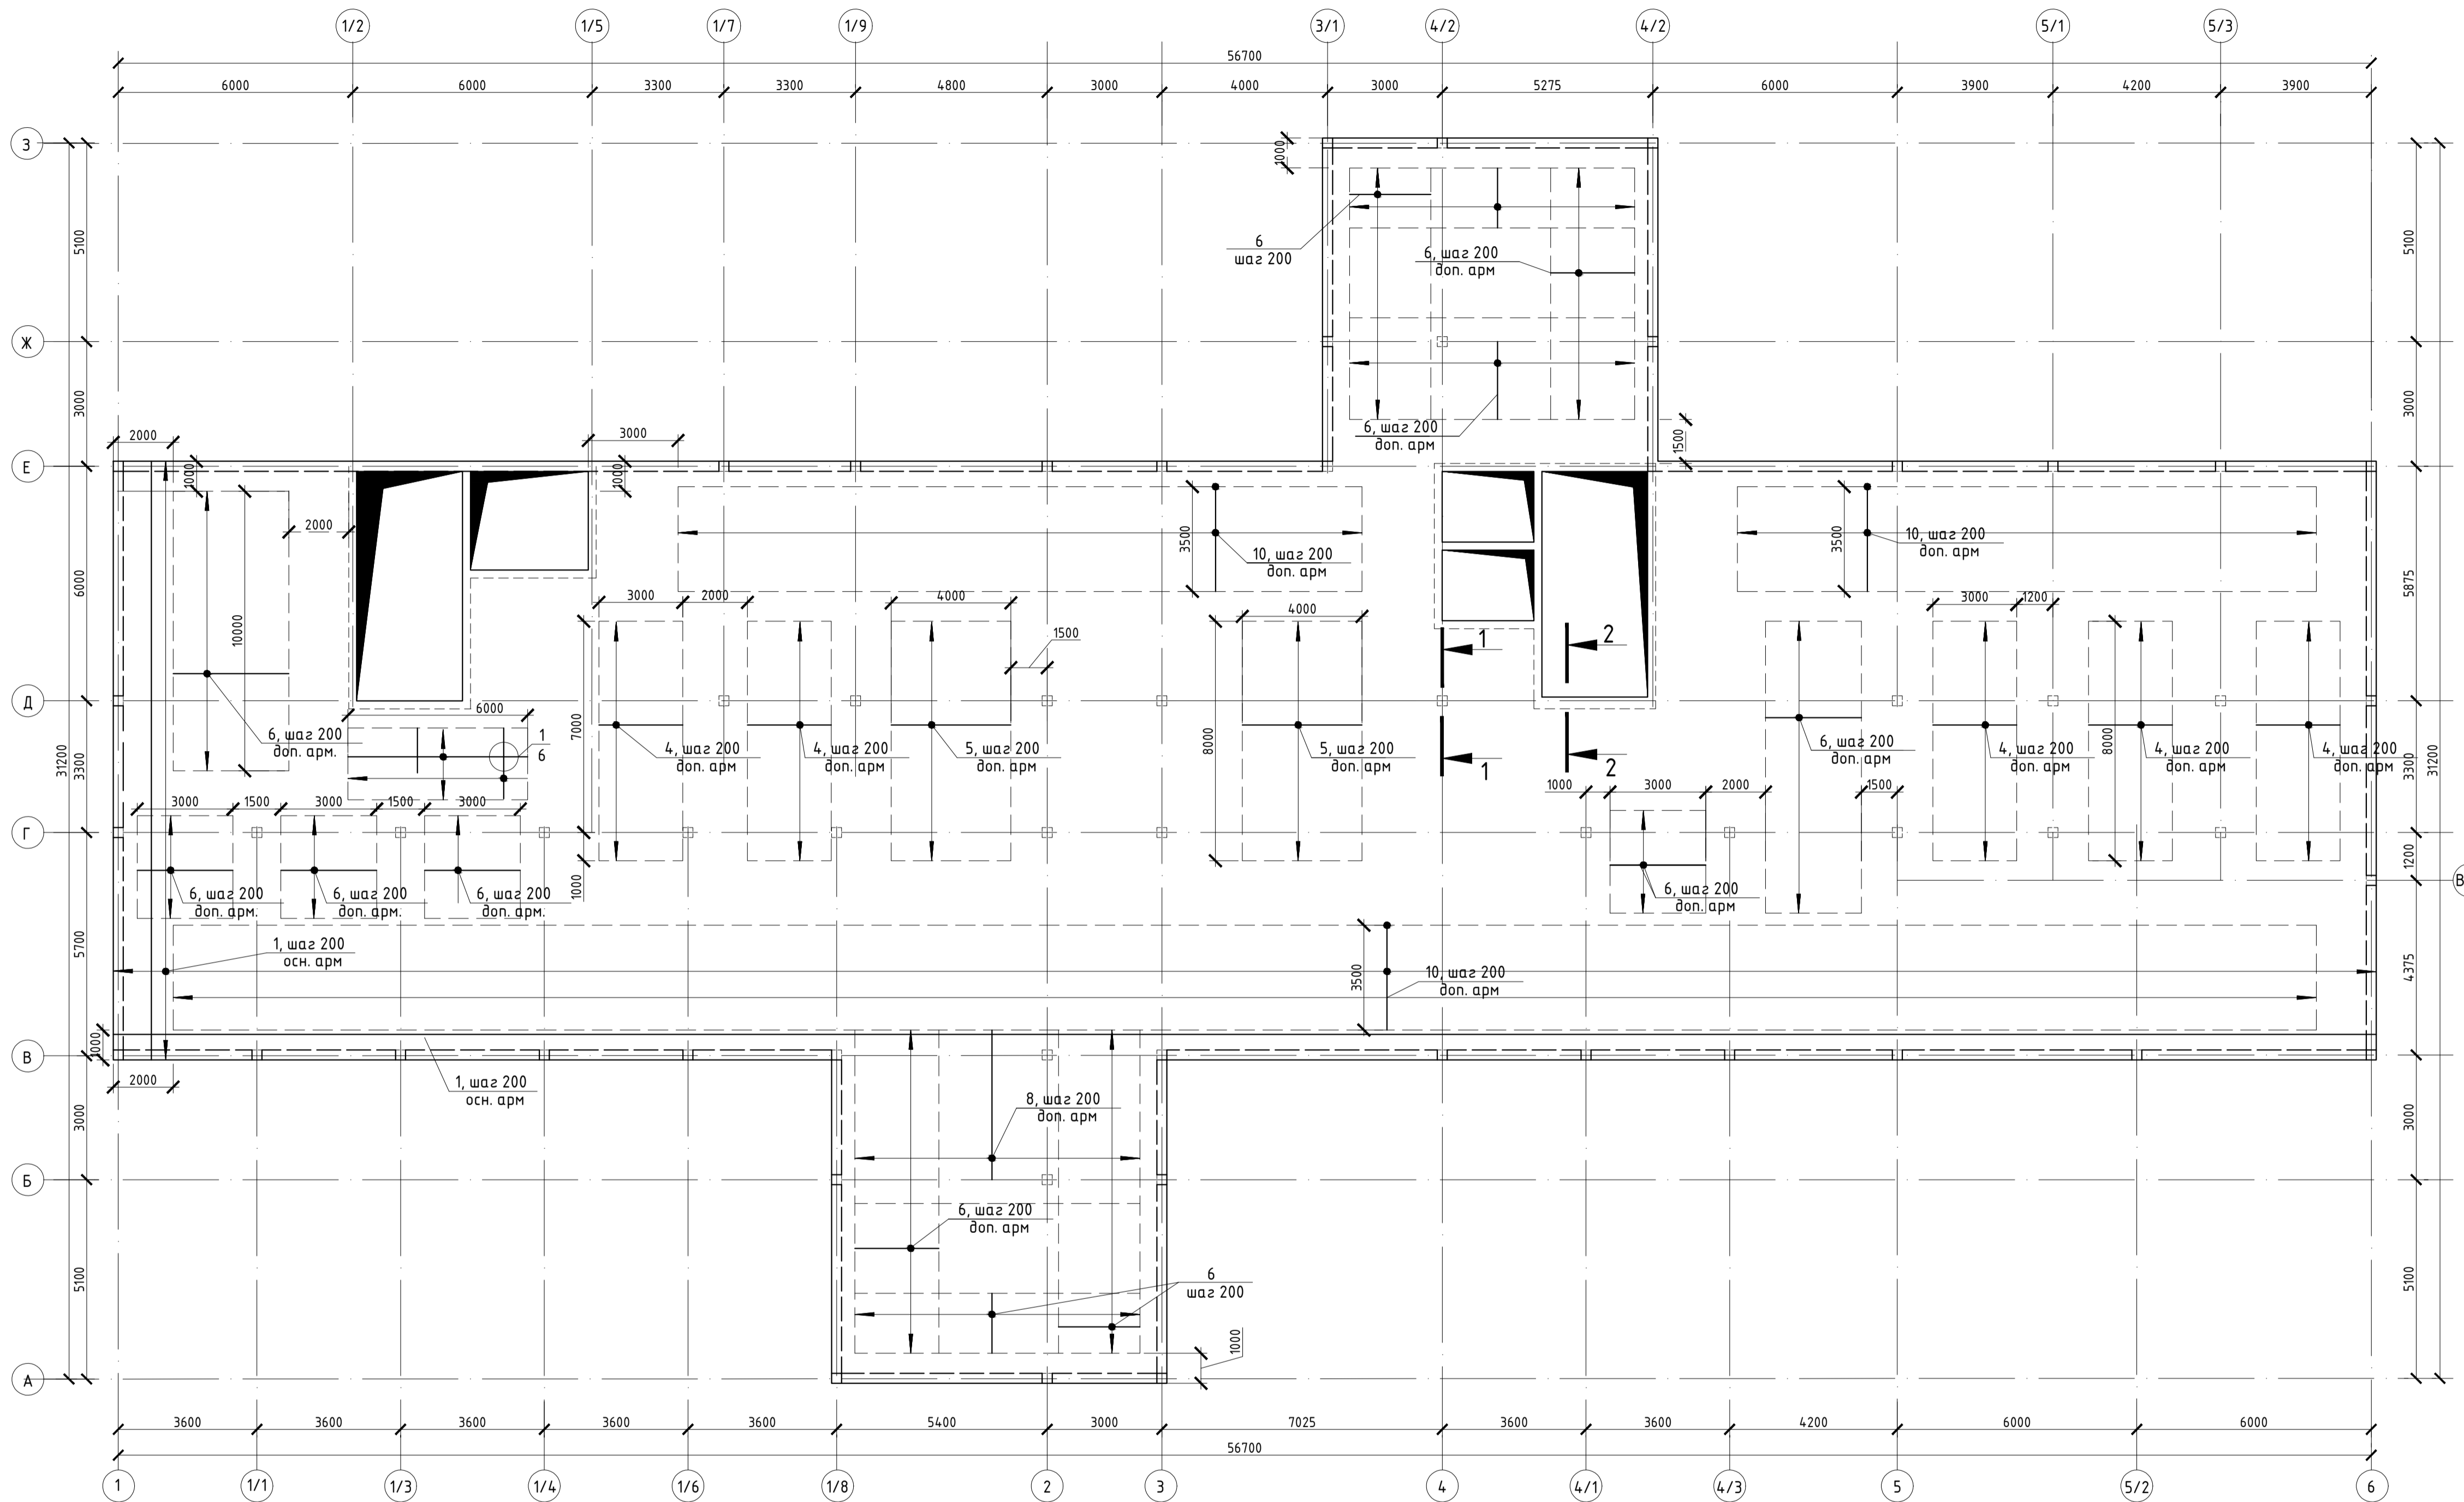 1/2
1/5
1/7
1/9
3/1
4/2
4/2
5/1
5/3
56700
6000
6000
3300
3300
4800
3000
4000
3000
5275
6000
3900
4200
3900
З
1000
5100
5100
6
шаг 200
6, шаг 200
доп. арм
Ж
3000
3000
6, шаг 200
доп. арм
1500
2000
3000
Е
1000
1000
2000
3500
10, шаг 200
доп. арм
3500
10, шаг 200
доп. арм
6000
5875
10000
3000
2000
4000
4000
3000
1200
1500
1
2
Д
6000
7000
8000
8000
6, шаг 200
доп. арм.
1
6
4, шаг 200
доп. арм
4, шаг 200
доп. арм
5, шаг 200
доп. арм
5, шаг 200
доп. арм
6, шаг 200
доп. арм
4, шаг 200
доп. арм
4, шаг 200
доп. арм
4, шаг 200
доп. арм
1
2
31200
3300
3300
31200
1000
3000
2000
1500
3000
1500
3000
1500
3000
Г
1000
1200
В
6, шаг 200
доп. арм.
6, шаг 200
доп. арм.
6, шаг 200
доп. арм.
6, шаг 200
доп. арм
5700
1, шаг 200
осн. арм
3500
10, шаг 200
доп. арм
4375
1000
В
2000
1, шаг 200
осн. арм
8, шаг 200
доп. арм
3000
3000
Б
6, шаг 200
доп. арм
5100
6
шаг 200
5100
1000
А
3600
3600
3600
3600
3600
5400
3000
7025
3600
3600
4200
6000
6000
56700
1
1/1
1/3
1/4
1/6
1/8
2
3
4
4/1
4/3
5
5/2
6